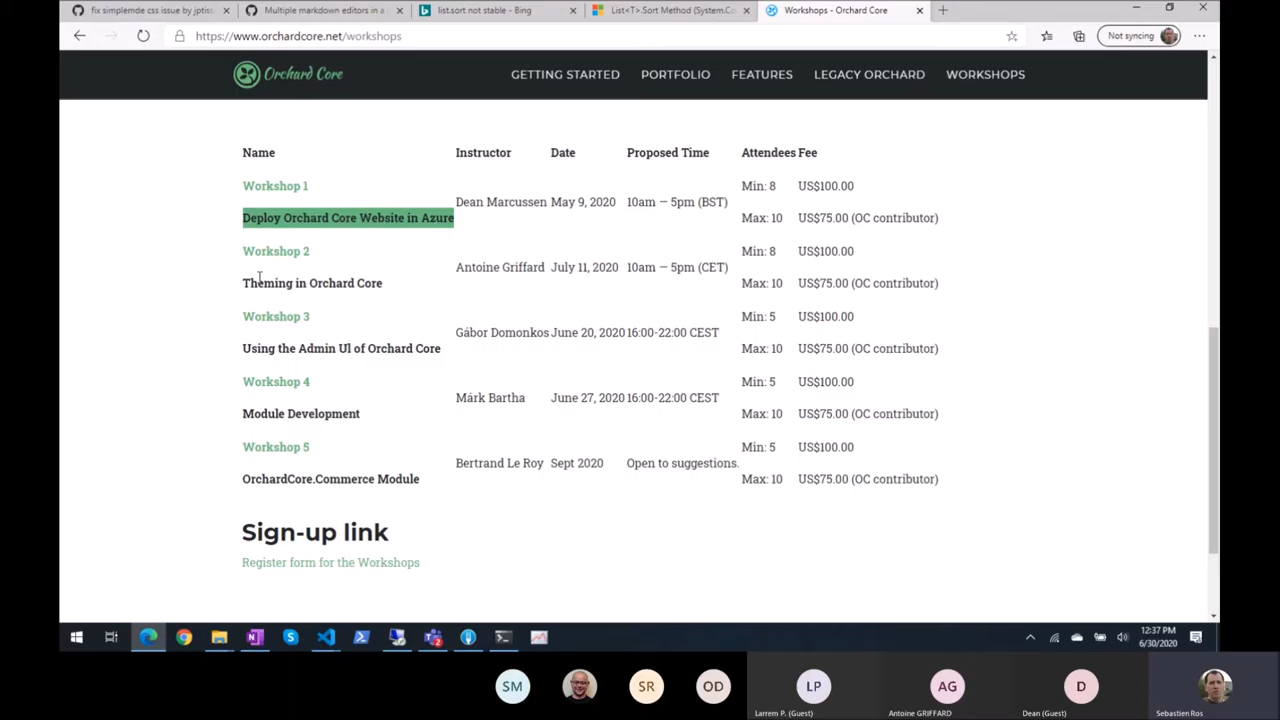 fix simplemde css issue by jptiss
Multiple markdown editors in a
list.sort not stable - Bing
List<T>.Sort Method (System.Co
Workshops - Orchard Core
https://www.orchardcore.net/workshops
Not syncing
Orchard Core
GETTING STARTED
PORTFOLIO
FEATURES
LEGACY ORCHARD
WORKSHOPS
Name Instructor Date Proposed Time Attendees Fee
Workshop 1 Min: 8 US$100.00
Dean Marcussen May 9, 2020 10am — 5pm (BST)
Deploy Orchard Core Website in Azure Max: 10 US$75.00 (OC contributor)
Workshop 2 Min: 8 US$100.00
Antoine Griffard July 11, 2020 10am — 5pm (CET)
Theming in Orchard Core Max: 10 US$75.00 (OC contributor)
Workshop 3 Min: 5 US$100.00
Gábor Domonkos June 20, 2020 16:00-22:00 CEST
Using the Admin UI of Orchard Core Max: 10 US$75.00 (OC contributor)
Workshop 4 Min: 5 US$100.00
Márk Bartha June 27, 2020 16:00-22:00 CEST
Module Development Max: 10 US$75.00 (OC contributor)
Workshop 5 Min: 5 US$100.00
Bertrand Le Roy Sept 2020 Open to suggestions.
OrchardCore.Commerce Module Max: 10 US$75.00 (OC contributor)
Sign-up link
Register form for the Workshops
12:37 PM
6/30/2020
SM
SR
OD
LP
AG
D
Larrem P. (Guest)
Antoine GRIFFARD
Dean (Guest)
Sebastien Ros